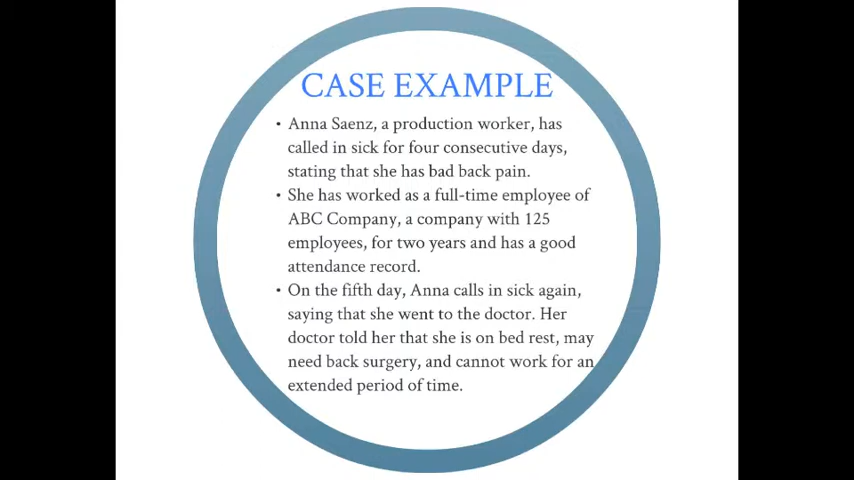 CASE EXAMPLE
• Anna Saenz, a production worker, has
called in sick for four consecutive days,
stating that she has bad back pain.
• She has worked as a full-time employee of
ABC Company, a company with 125
employees, for two years and has a good
attendance record.
• On the fifth day, Anna calls in sick again,
saying that she went to the doctor. Her
doctor told her that she is on bed rest, may
need back surgery, and cannot work for an
extended period of time.